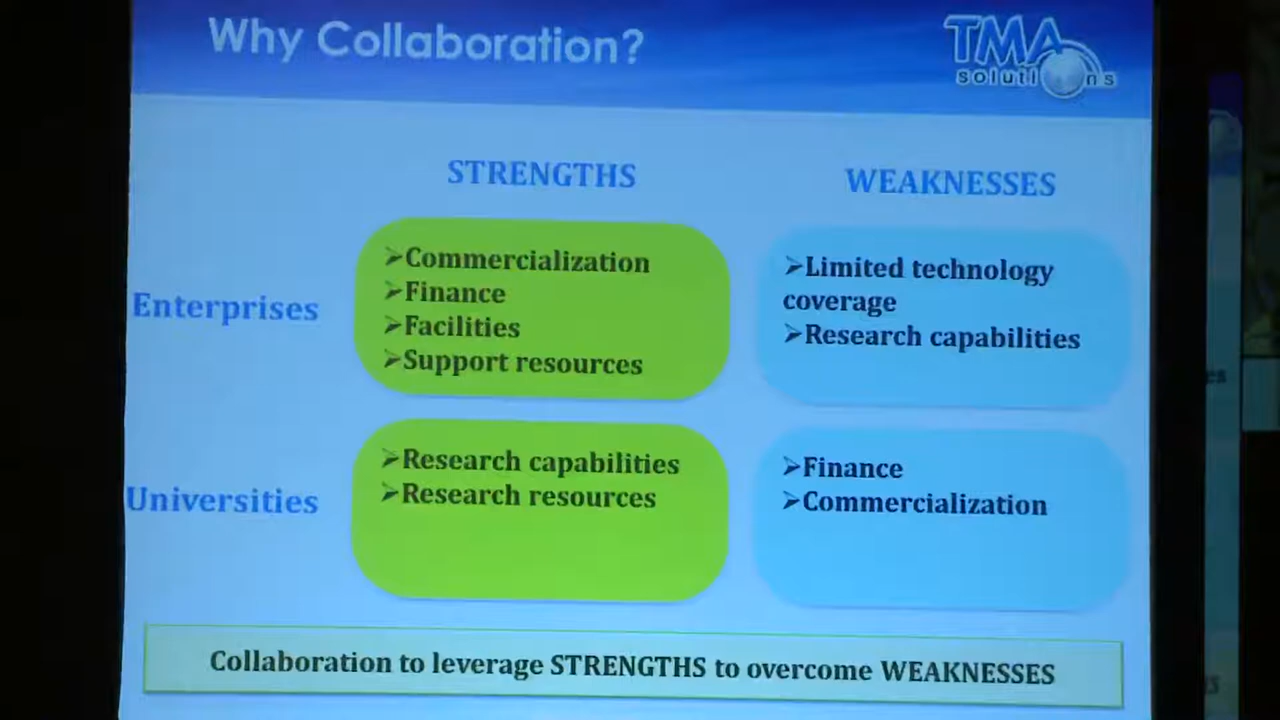 Why Collaboration?
TMA
solutions
STRENGTHS
WEAKNESSES
Enterprises
➢Commercialization
➢Finance
➢Facilities
➢Support resources
➢Limited technology
coverage
➢Research capabilities
Universities
➢Research capabilities
➢Research resources
➢Finance
➢Commercialization
Collaboration to leverage STRENGTHS to overcome WEAKNESSES